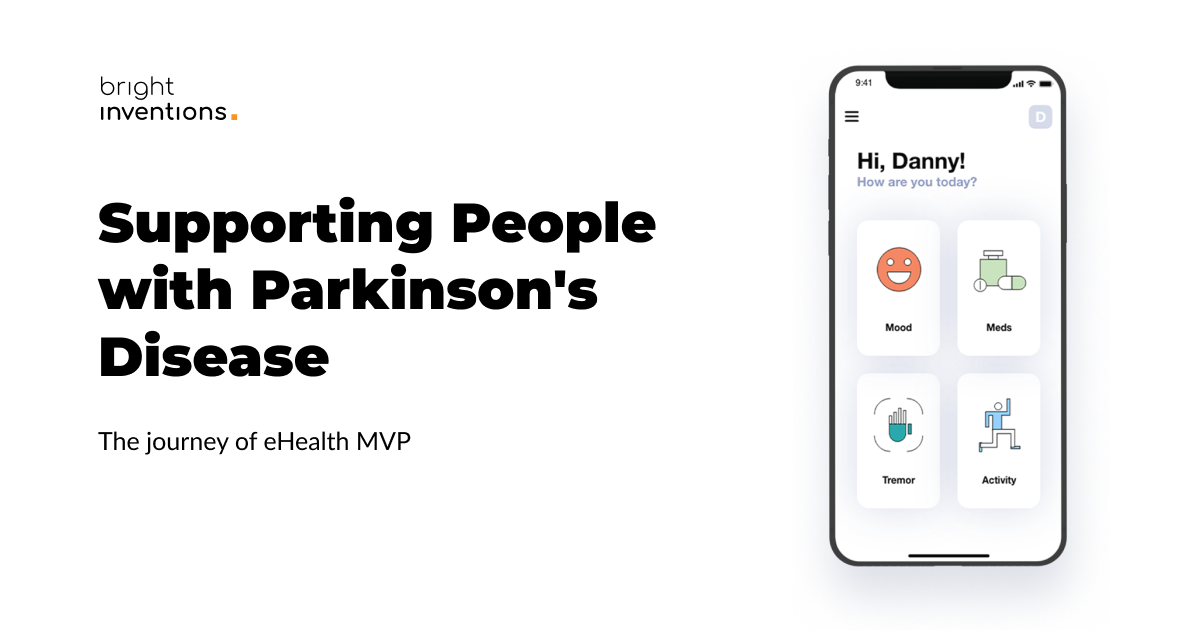 bright
inventions.
Supporting People
with Parkinson's
Disease
The journey of eHealth MVP
9:41
D
Hi, Danny!
How are you today?
Mood
Meds
Tremor
Activity